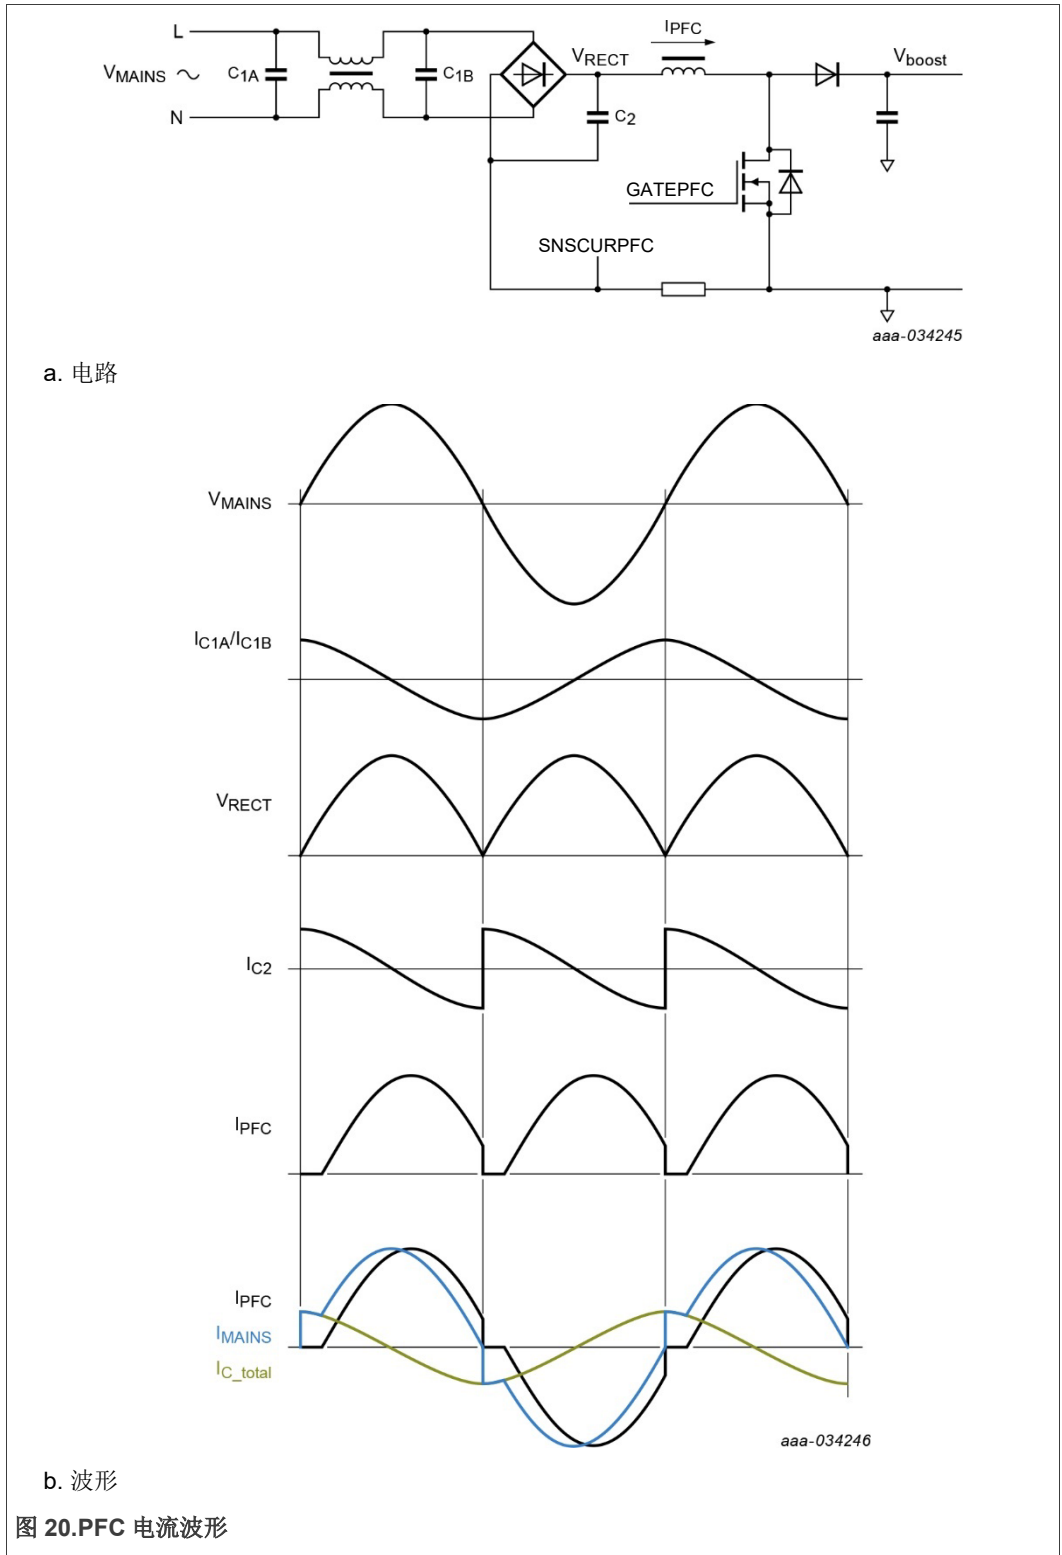 L
IPFC
VMAINS
C1A
C1B
VRECT
Vboost
N
C2
GATEPFC
SNSCURPFC
aaa-034245
a. 电路
VMAINS
IC1A/IC1B
VRECT
IC2
IPFC
IPFC
IMAINS
IC_total
aaa-034246
b. 波形
图 20.PFC 电流波形